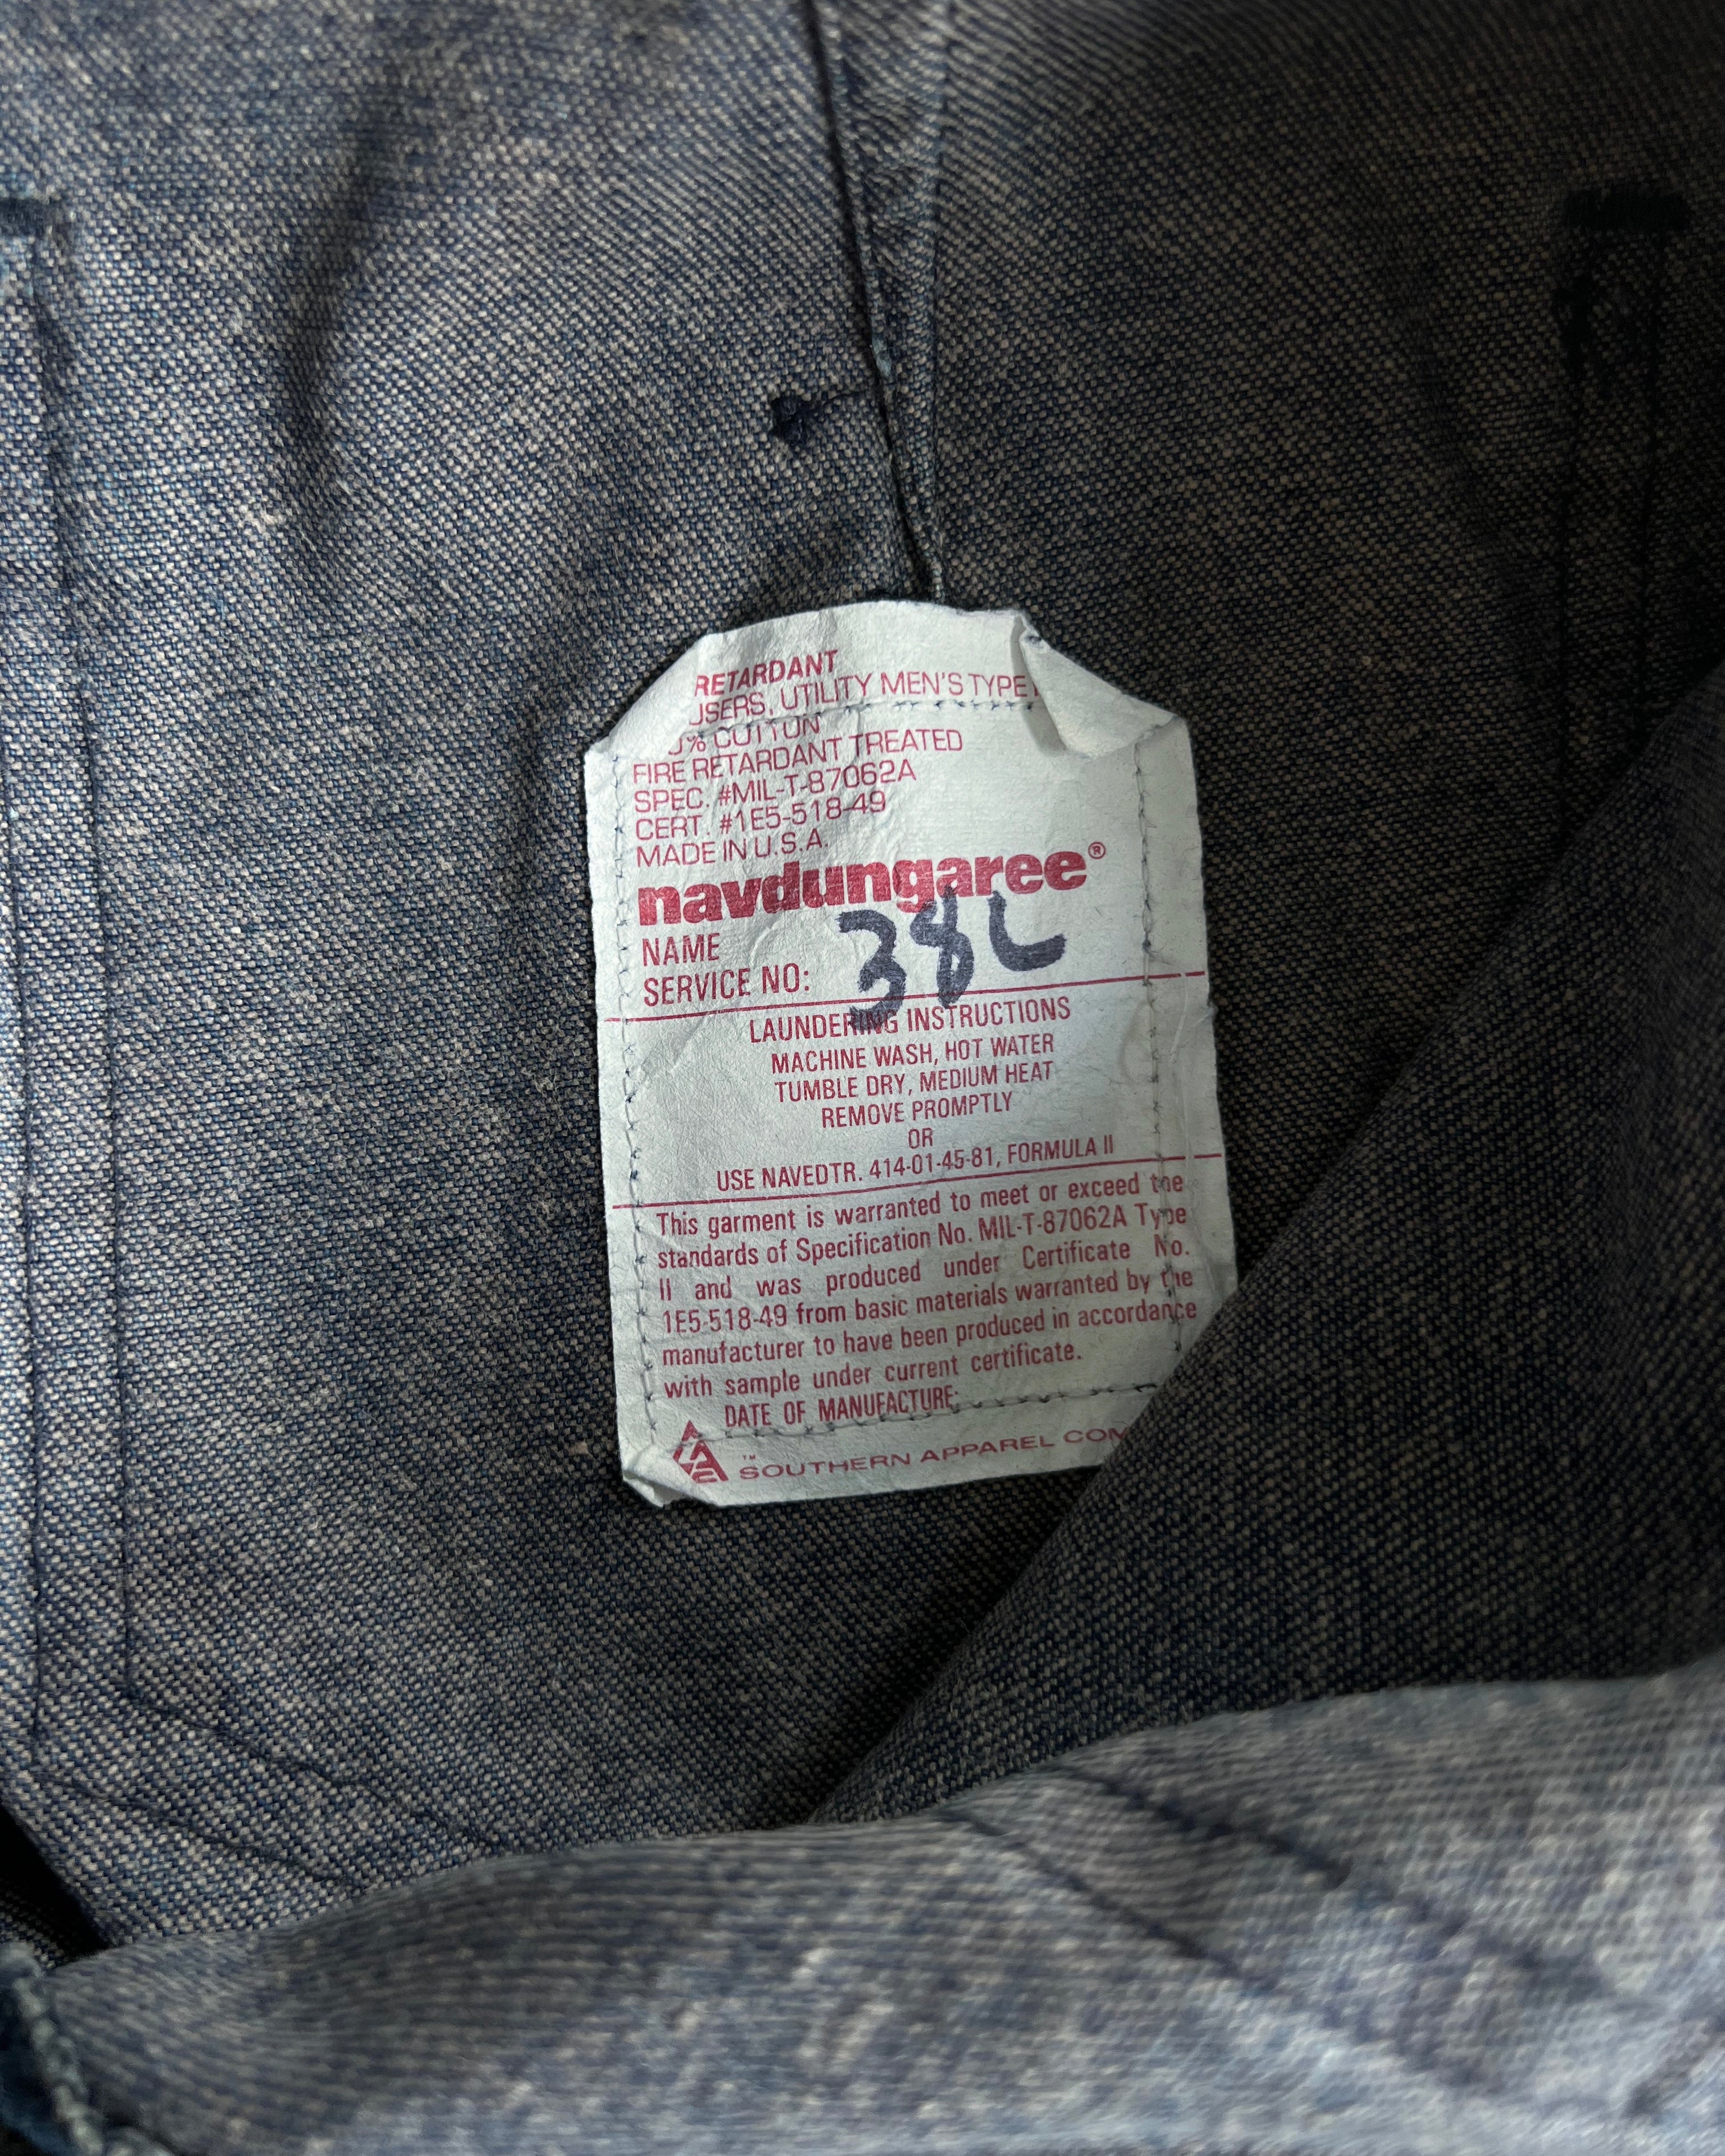 RETARDANT
USERS, UTILITY MEN'S TYPE
0% COTTON
FIRE RETARDANT TREATED
SPEC. #MIL-T-87062A
CERT. #1E5-518-49
MADE IN U.S.A.
navdungaree®
38L
NAME
SERVICE NO:
LAUNDERING INSTRUCTIONS
MACHINE WASH, HOT WATER
TUMBLE DRY, MEDIUM HEAT
REMOVE PROMPTLY
OR
USE NAVEDTR. 414-01-45-81, FORMULA II
This garment is warranted to meet or exceed the
standards of Specification No. MIL-T-87062A Type
II and was produced under Certificate No.
1E5-518-49 from basic materials warranted by the
manufacturer to have been produced in accordance
with sample under current certificate.
DATE OF MANUFACTURE:
™ SOUTHERN APPAREL COM